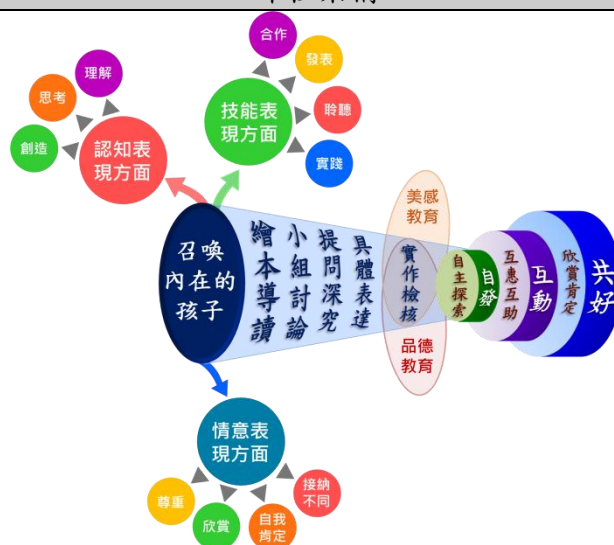 合作
發表
理解
思考
技能表
現方面
聆聽
創造
認知表
現方面
實踐
美感
教育
召喚
內在的
孩子
繪本導讀
小組討論
提問深究
具體表達
實作檢核
自主探索
自發
互惠互助
互動
欣賞肯定
共好
品德
教育
情意表
現方面
尊重
欣賞
自我
肯定
接納
不同